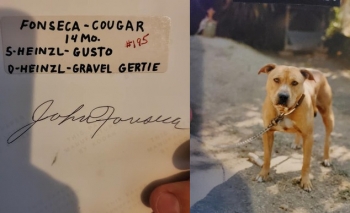 FONSECA-COUGAR
14 MO.
S-HEINZL-GUSTO
#195
D-HEINZL-GRAVEL GERTIE
John Fonseca